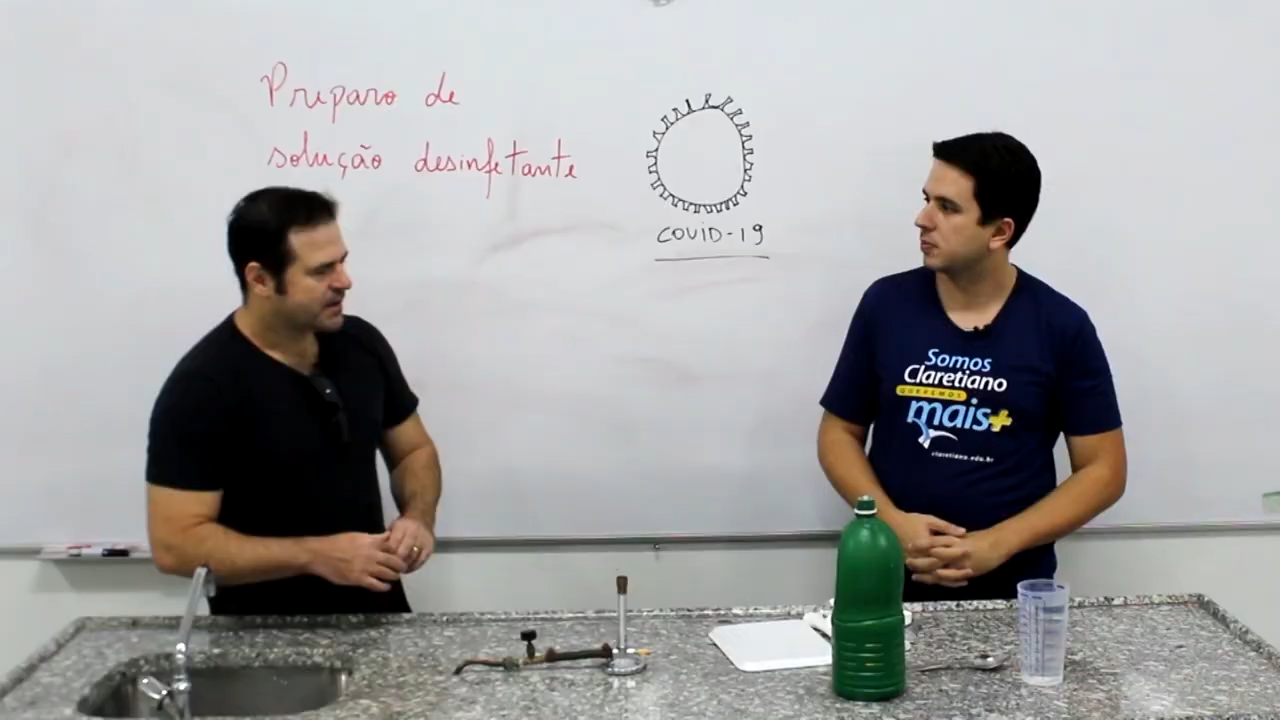 Preparo de
solução desinfetante
COVID-19
Somos
Claretiano
QUEREMOS
mais+
claretiano.edu.br